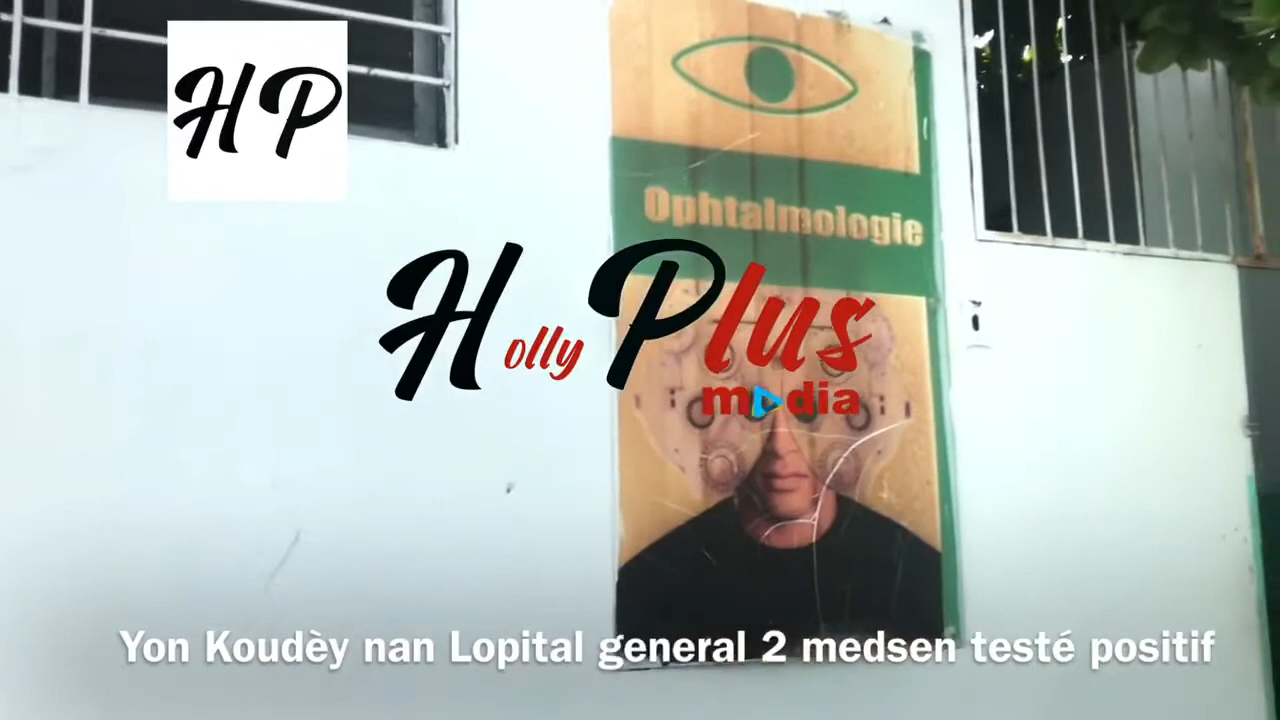 HP
Ophtalmologie
Holly Plus
media
Yon Koudèy nan Lopital general 2 medsen testé positif